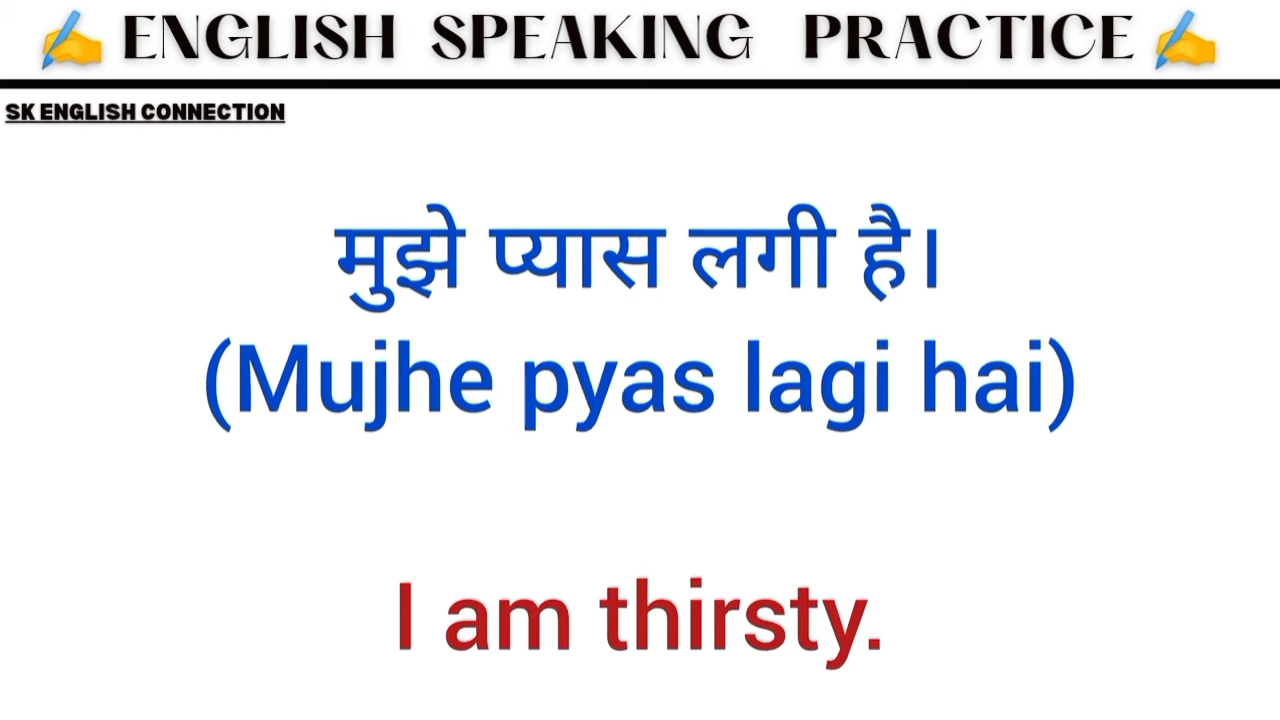 ✍️ ENGLISH SPEAKING PRACTICE ✍️
SK ENGLISH CONNECTION
मुझे प्यास लगी है।
(Mujhe pyas lagi hai)
I am thirsty.